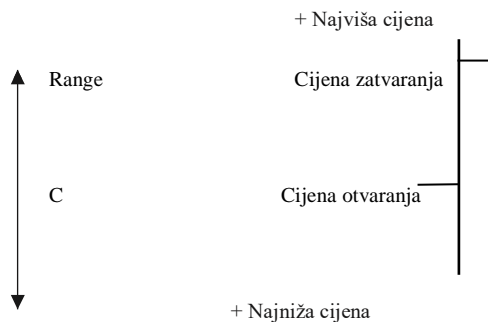 + Najviša cijena
Range
Cijena zatvaranja
C
Cijena otvaranja
+ Najniža cijena